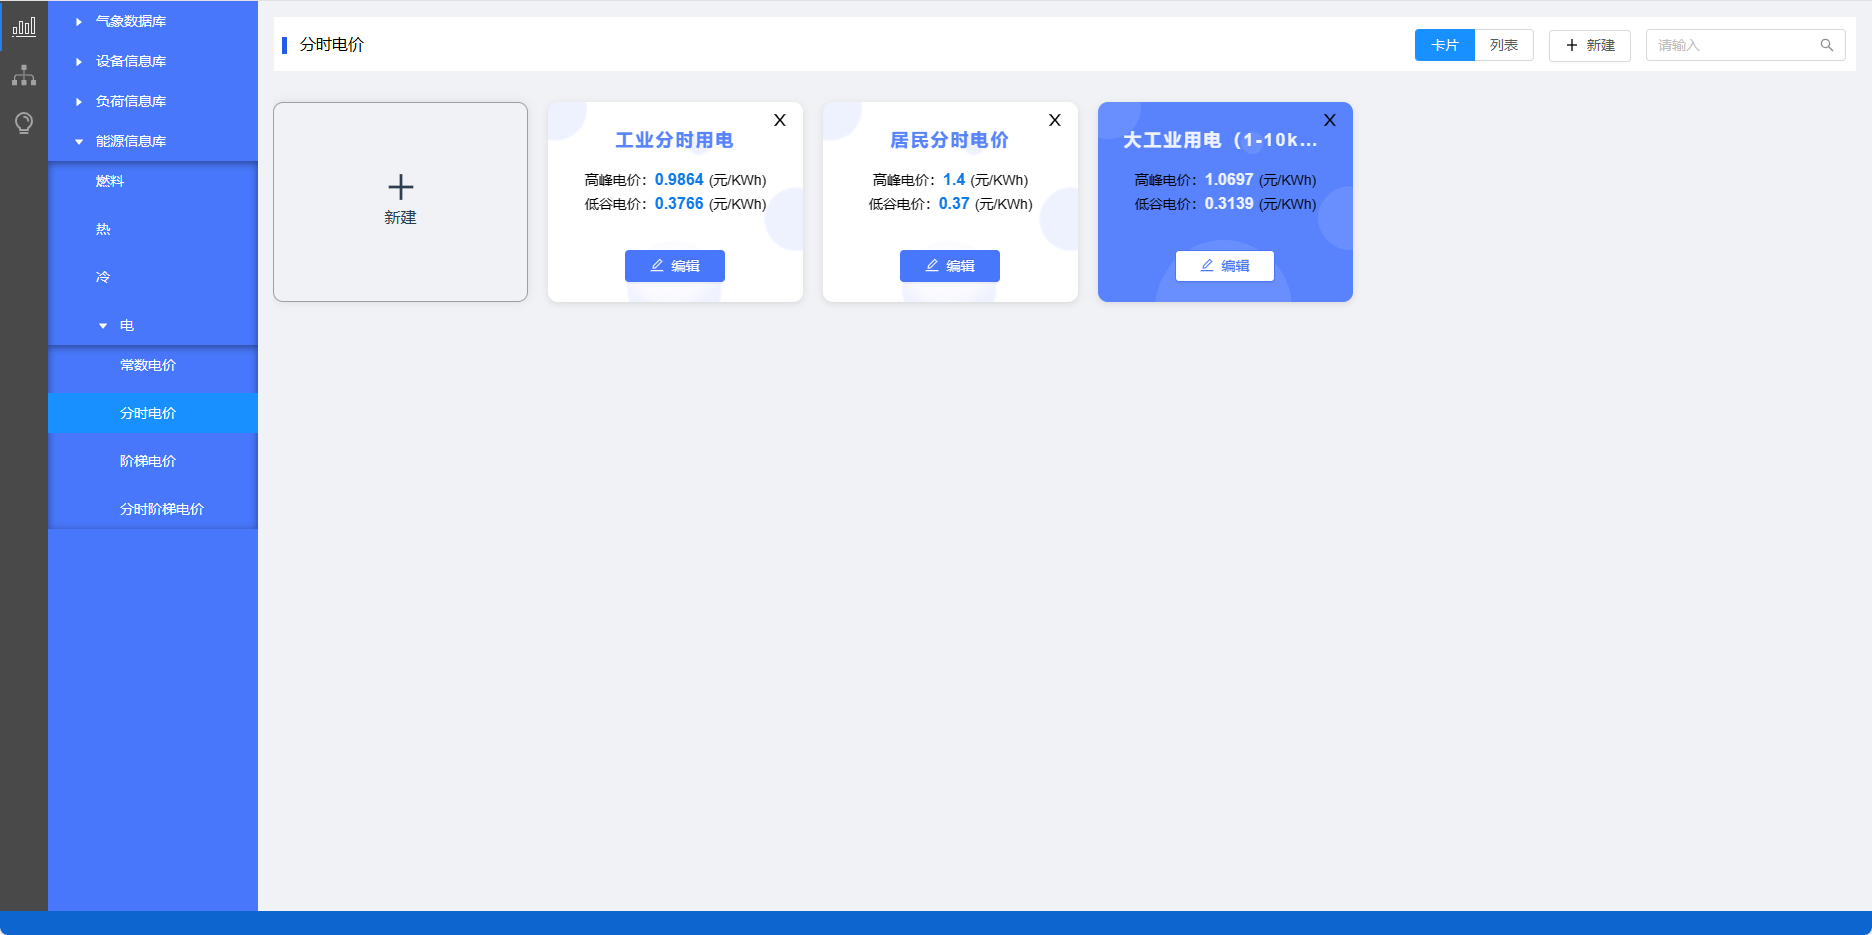 气象数据库
设备信息库
负荷信息库
能源信息库
燃料
热
冷
电
常数电价
分时电价
阶梯电价
分时阶梯电价
分时电价
卡片
列表
新建
请输入
新建
X
工业分时用电
高峰电价：0.9864 (元/KWh)
低谷电价：0.3766 (元/KWh)
编辑
X
居民分时电价
高峰电价：1.4 (元/KWh)
低谷电价：0.37 (元/KWh)
编辑
X
大工业用电（1-10k...
高峰电价：1.0697 (元/KWh)
低谷电价：0.3139 (元/KWh)
编辑